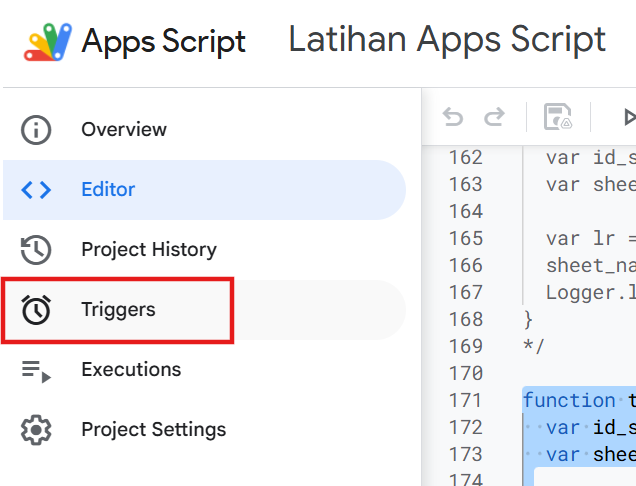 Apps Script
Latihan Apps Script
Overview
Editor
Project History
Triggers
Executions
Project Settings
162 var id_s
163 var shee
164
165 var lr =
166 sheet_na
167 Logger.l
168 }
169 */
170
171 function t
172 var id_s
173 var shee
174